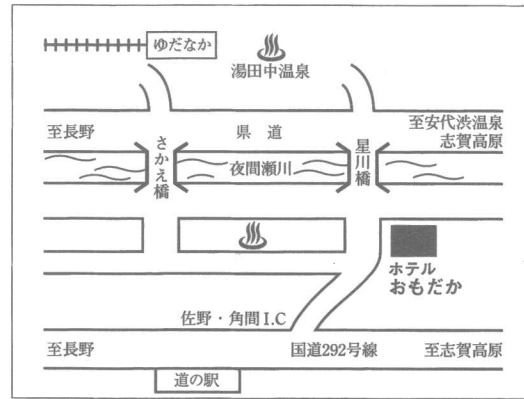 ゆだなか
湯田中温泉
至長野
県道
至安代渋温泉
志賀高原
さかえ橋
夜間瀬川
星川橋
ホテル
おもだか
佐野・角間I.C
至長野
国道292号線
至志賀高原
道の駅